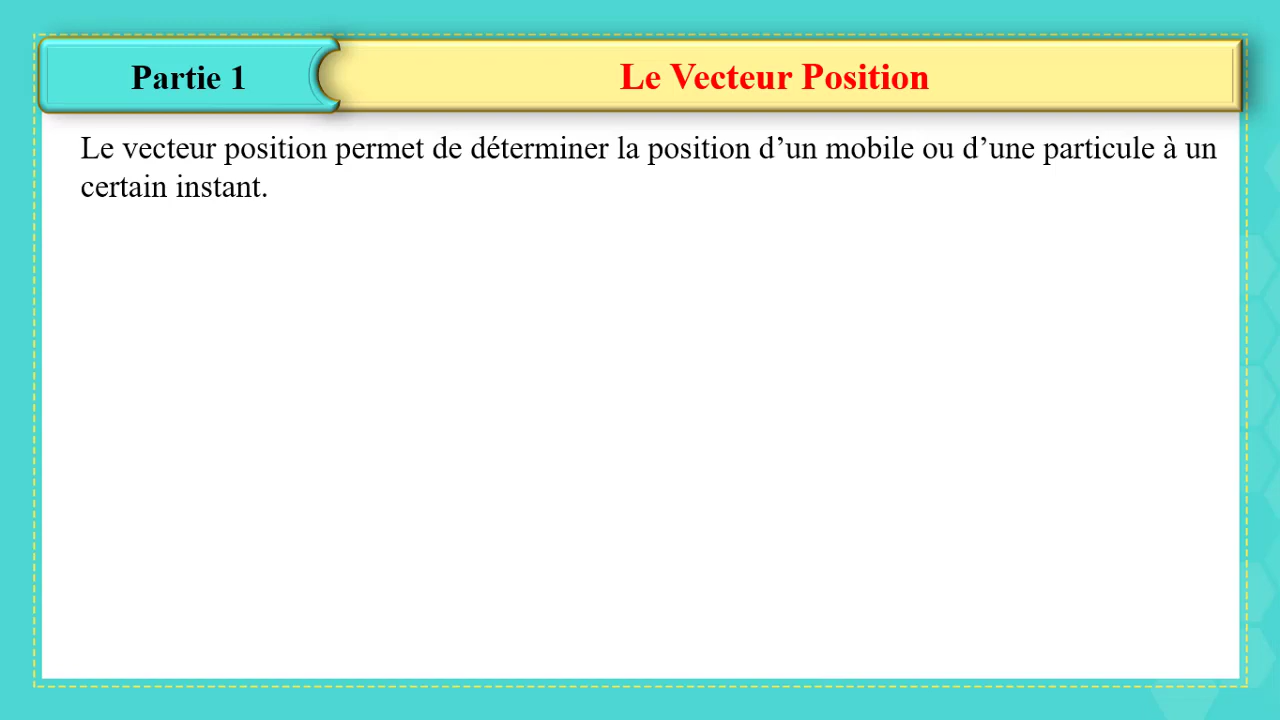 Partie 1
Le Vecteur Position
Le vecteur position permet de déterminer la position d’un mobile ou d’une particule à un
certain instant.